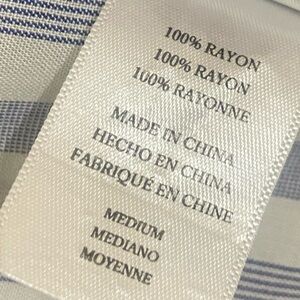 100% RAYON
100% RAYON
100% RAYONNE
MADE IN CHINA
HECHO EN CHINA
FABRIQUÉ EN CHINE
MEDIUM
MEDIANO
MOYENNE